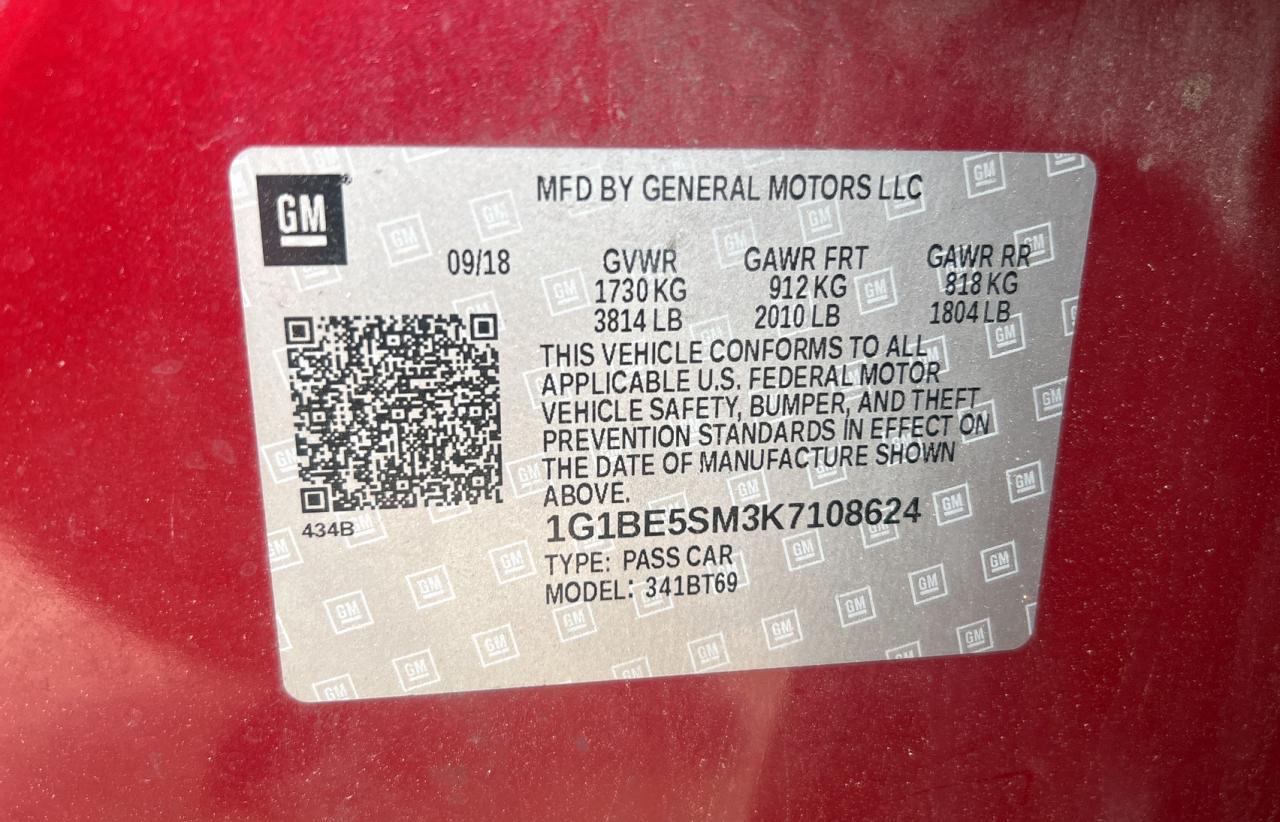 GM
MFD BY GENERAL MOTORS LLC
09/18 GVWR GAWR FRT GAWR RR
1730 KG 912 KG 818 KG
3814 LB 2010 LB 1804 LB
THIS VEHICLE CONFORMS TO ALL
APPLICABLE U.S. FEDERAL MOTOR
VEHICLE SAFETY, BUMPER, AND THEFT
PREVENTION STANDARDS IN EFFECT ON
THE DATE OF MANUFACTURE SHOWN
ABOVE.
434B
1G1BE5SM3K7108624
TYPE: PASS CAR
MODEL: 341BT69